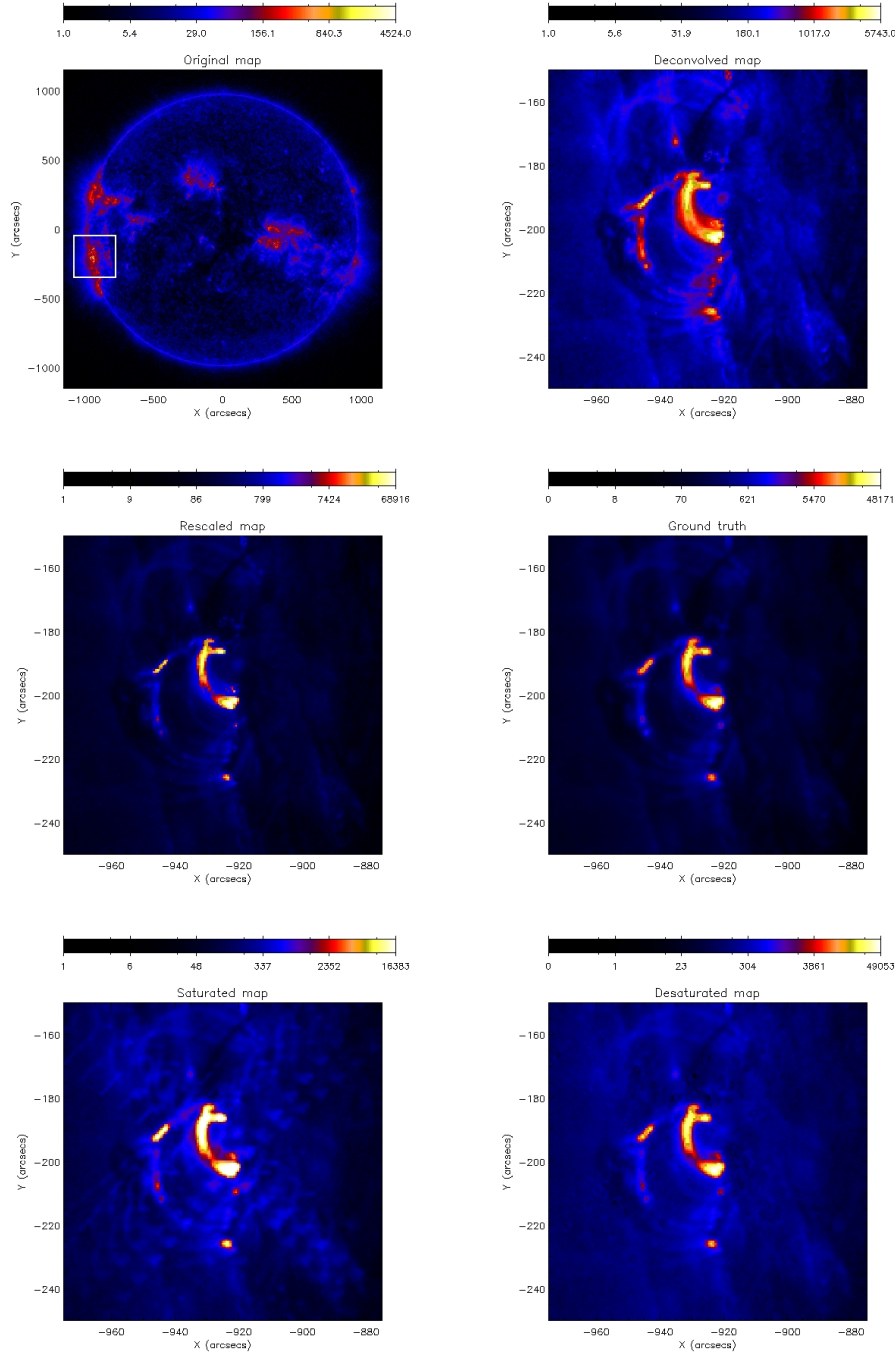 1.0 5.4 29.0 156.1 840.3 4524.0
Original map
1000
500
0
−500
−1000
Y (arcsecs)
−1000 −500 0 500 1000
X (arcsecs)
1.0 5.6 31.9 180.1 1017.0 5743.0
Deconvolved map
−160
−180
−200
−220
−240
Y (arcsecs)
−960 −940 −920 −900 −880
X (arcsecs)
1 9 86 799 7424 68916
Rescaled map
−160
−180
−200
−220
−240
Y (arcsecs)
−960 −940 −920 −900 −880
X (arcsecs)
0 8 70 621 5470 48171
Ground truth
−160
−180
−200
−220
−240
Y (arcsecs)
−960 −940 −920 −900 −880
X (arcsecs)
1 6 48 337 2352 16383
Saturated map
−160
−180
−200
−220
−240
Y (arcsecs)
−960 −940 −920 −900 −880
X (arcsecs)
0 1 23 304 3861 49053
Desaturated map
−160
−180
−200
−220
−240
Y (arcsecs)
−960 −940 −920 −900 −880
X (arcsecs)